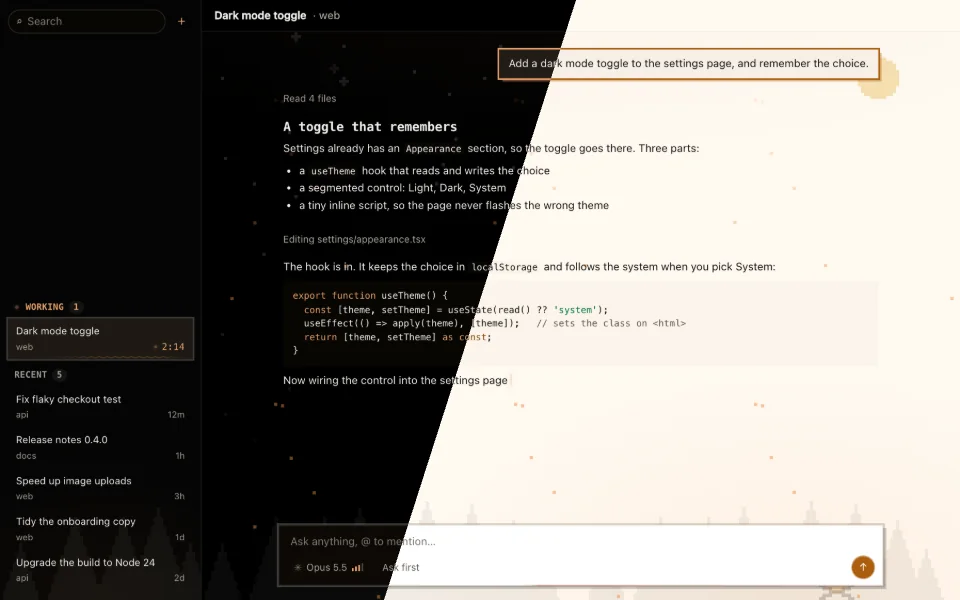 Search
+
Dark mode toggle · web
Add a dark mode toggle to the settings page, and remember the choice.
Read 4 files
A toggle that remembers
Settings already has an Appearance section, so the toggle goes there. Three parts:
• a useTheme hook that reads and writes the choice
• a segmented control: Light, Dark, System
• a tiny inline script, so the page never flashes the wrong theme
Editing settings/appearance.tsx
The hook is in. It keeps the choice in localStorage and follows the system when you pick System:
export function useTheme() {
const [theme, setTheme] = useState(read() ?? 'system');
useEffect(() => apply(theme), [theme]);   // sets the class on <html>
return [theme, setTheme] as const;
}
Now wiring the control into the settings page
WORKING 1
Dark mode toggle
web 2:14
RECENT 5
Fix flaky checkout test
api 12m
Release notes 0.4.0
docs 1h
Speed up image uploads
web 3h
Tidy the onboarding copy
web 1d
Upgrade the build to Node 24
api 2d
Ask anything, @ to mention...
Opus 5.5 Ask first